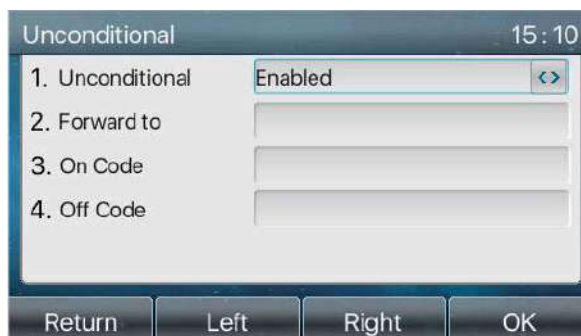 Unconditional 15:10
1. Unconditional Enabled <>
2. Forward to
3. On Code
4. Off Code
Return Left Right OK